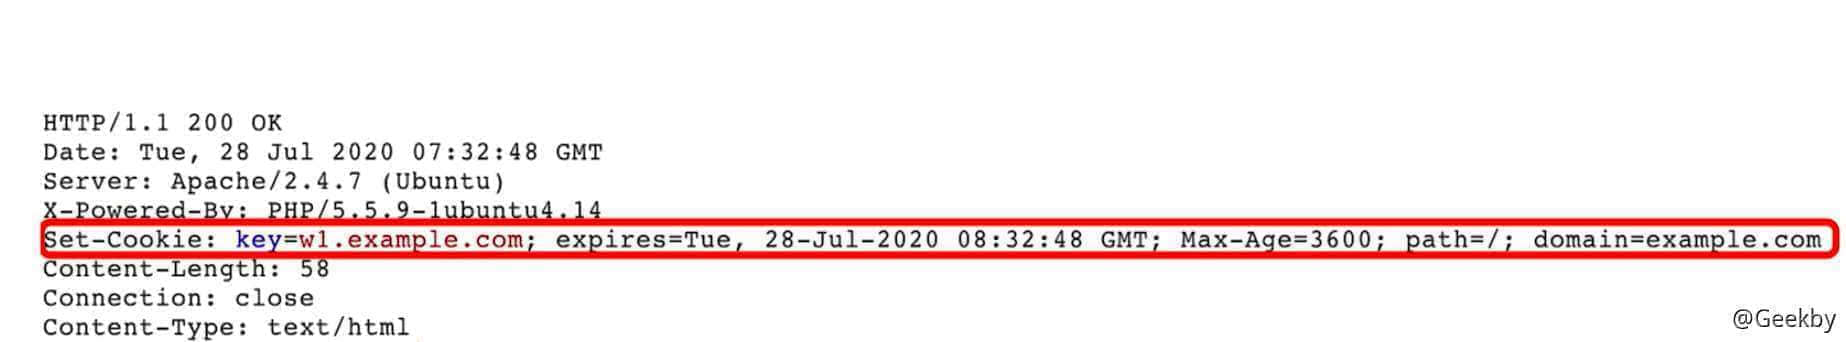 HTTP/1.1 200 OK
Date: Tue, 28 Jul 2020 07:32:48 GMT
Server: Apache/2.4.7 (Ubuntu)
X-Powered-By: PHP/5.5.9-1ubuntu4.14
Set-Cookie: key=w1.example.com; expires=Tue, 28-Jul-2020 08:32:48 GMT; Max-Age=3600; path=/; domain=example.com
Content-Length: 58
Connection: close
Content-Type: text/html
@Geekby